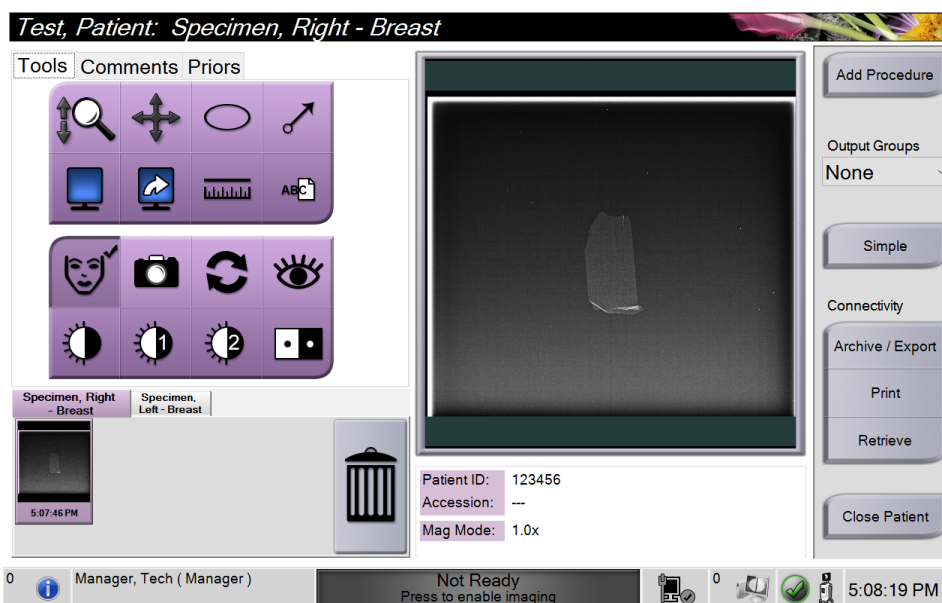 Test, Patient: Specimen, Right - Breast
Tools Comments Priors
ABC
1 2
Specimen, Right
- Breast
Specimen,
Left - Breast
5:07:46 PM
Patient ID: 123456
Accession: ---
Mag Mode: 1.0x
Add Procedure
Output Groups
None
Simple
Connectivity
Archive / Export
Print
Retrieve
Close Patient
0
Manager, Tech ( Manager )
Not Ready
Press to enable imaging
0
5:08:19 PM